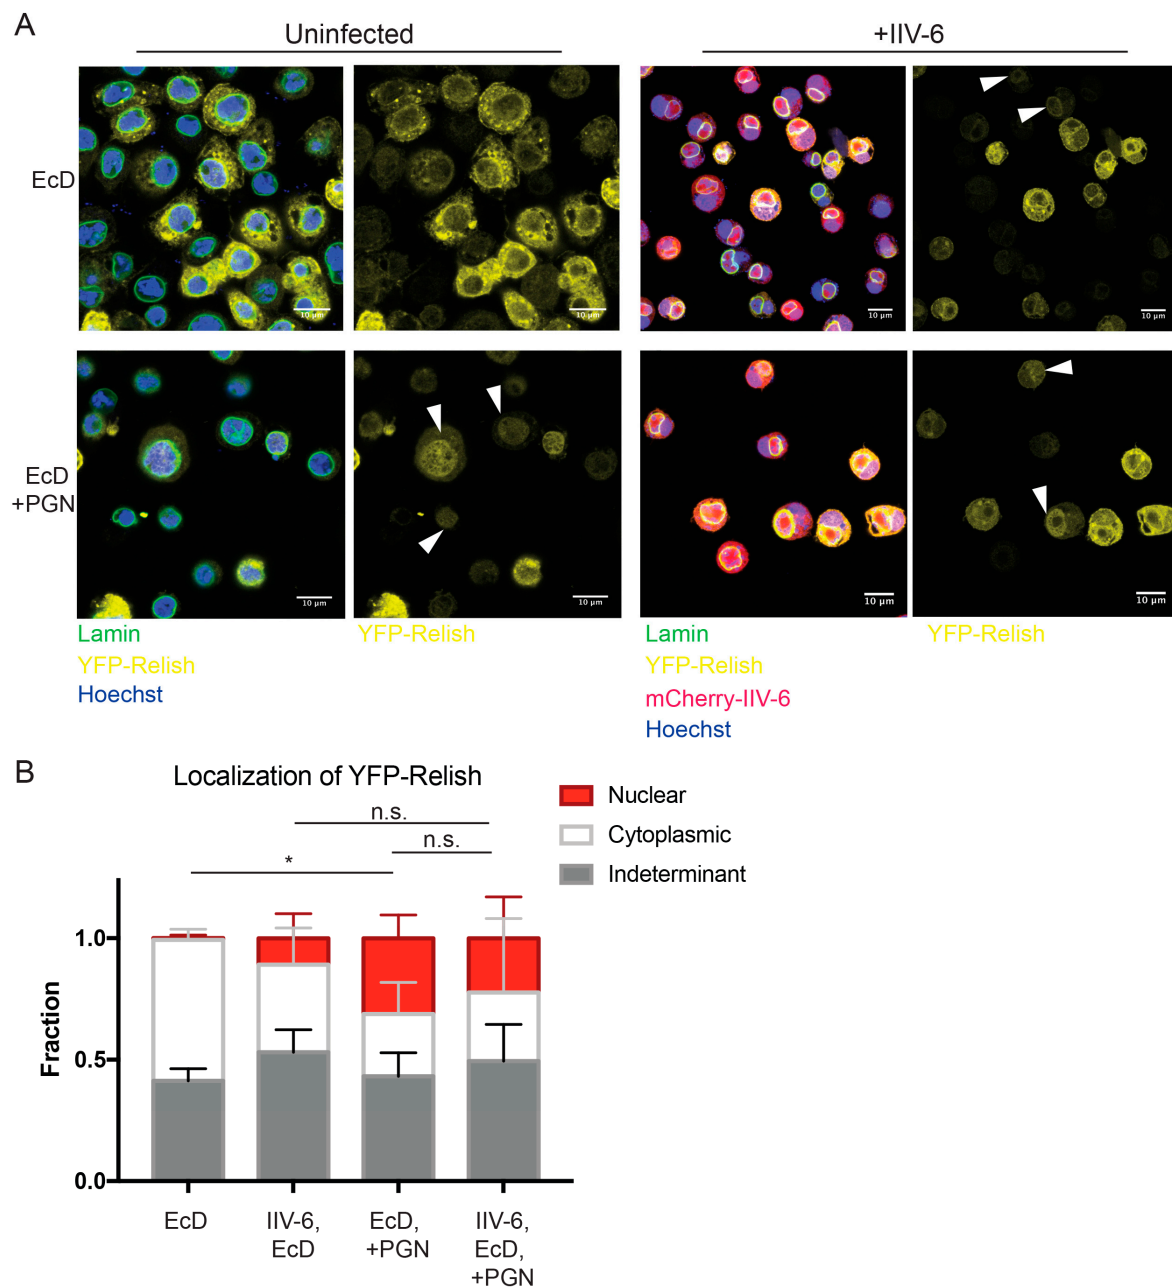 A
Uninfected
+IIV-6
EcD
10 µm
10 µm
10 µm
10 µm
EcD
+PGN
10 µm
10 µm
10 µm
10 µm
Lamin
YFP-Relish
Hoechst
YFP-Relish
Lamin
YFP-Relish
mCherry-IIV-6
Hoechst
YFP-Relish
B
Localization of YFP-Relish
n.s.
n.s.
*
Nuclear
Cytoplasmic
Indeterminant
Fraction
1.0
0.5
0.0
EcD
IIV-6,
EcD
EcD,
+PGN
IIV-6,
EcD,
+PGN